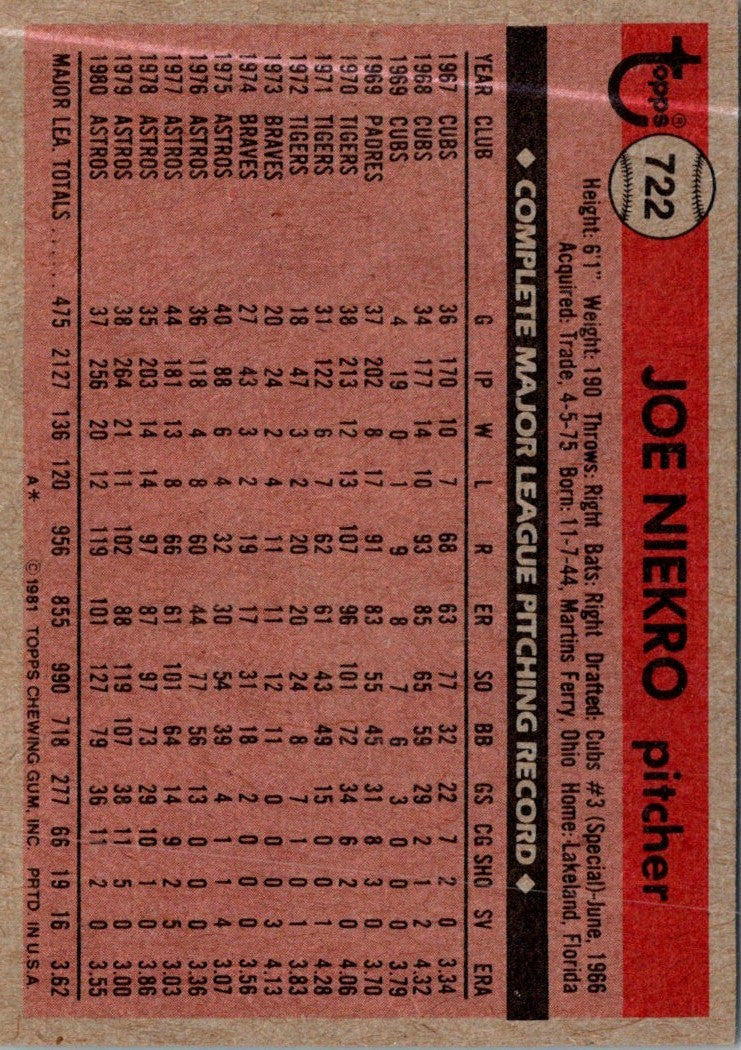 topps®
722
JOE NIEKRO pitcher
Height: 6'1" Weight: 190 Throws: Right Bats: Right Drafted: Cubs #3 (Special)-June, 1966
Acquired: Trade, 4-5-75 Born: 11-7-44, Martins Ferry, Ohio Home: Lakeland, Florida
◆ COMPLETE MAJOR LEAGUE PITCHING RECORD ◆
YEAR CLUB G IP W L R ER SO BB GS CG SHO SV ERA
1967 CUBS 36 170 10 7 68 63 77 32 22 7 2 0 3.34
1968 CUBS 34 177 14 10 93 85 65 59 29 2 1 2 4.32
1969 CUBS 4 19 0 1 9 8 7 6 3 0 0 0 3.79
1969 PADRES 37 202 8 17 91 83 55 45 31 8 3 0 3.70
1970 TIGERS 38 213 12 13 107 96 101 72 34 6 2 0 4.06
1971 TIGERS 31 122 6 7 62 61 43 49 15 0 0 1 4.28
1972 TIGERS 18 47 3 2 20 20 24 8 7 1 0 1 3.83
1973 BRAVES 20 24 2 4 11 11 12 11 0 0 0 3 4.13
1974 BRAVES 27 43 3 2 19 17 31 18 2 0 0 0 3.56
1975 ASTROS 40 88 6 4 32 30 54 39 4 1 1 4 3.07
1976 ASTROS 36 118 4 8 60 44 77 56 13 0 0 0 3.36
1977 ASTROS 44 181 13 8 66 61 101 64 14 9 2 5 3.03
1978 ASTROS 35 203 14 14 97 87 97 73 29 10 1 0 3.86
1979 ASTROS 38 264 21 11 102 88 119 107 38 11 5 0 3.00
1980 ASTROS 37 256 20 12 119 101 127 79 36 11 2 0 3.55
MAJOR LEA. TOTALS...... 475 2127 136 120 956 855 990 718 277 66 19 16 3.62
A* © 1981 TOPPS CHEWING GUM, INC. PRTD. IN U.S.A.